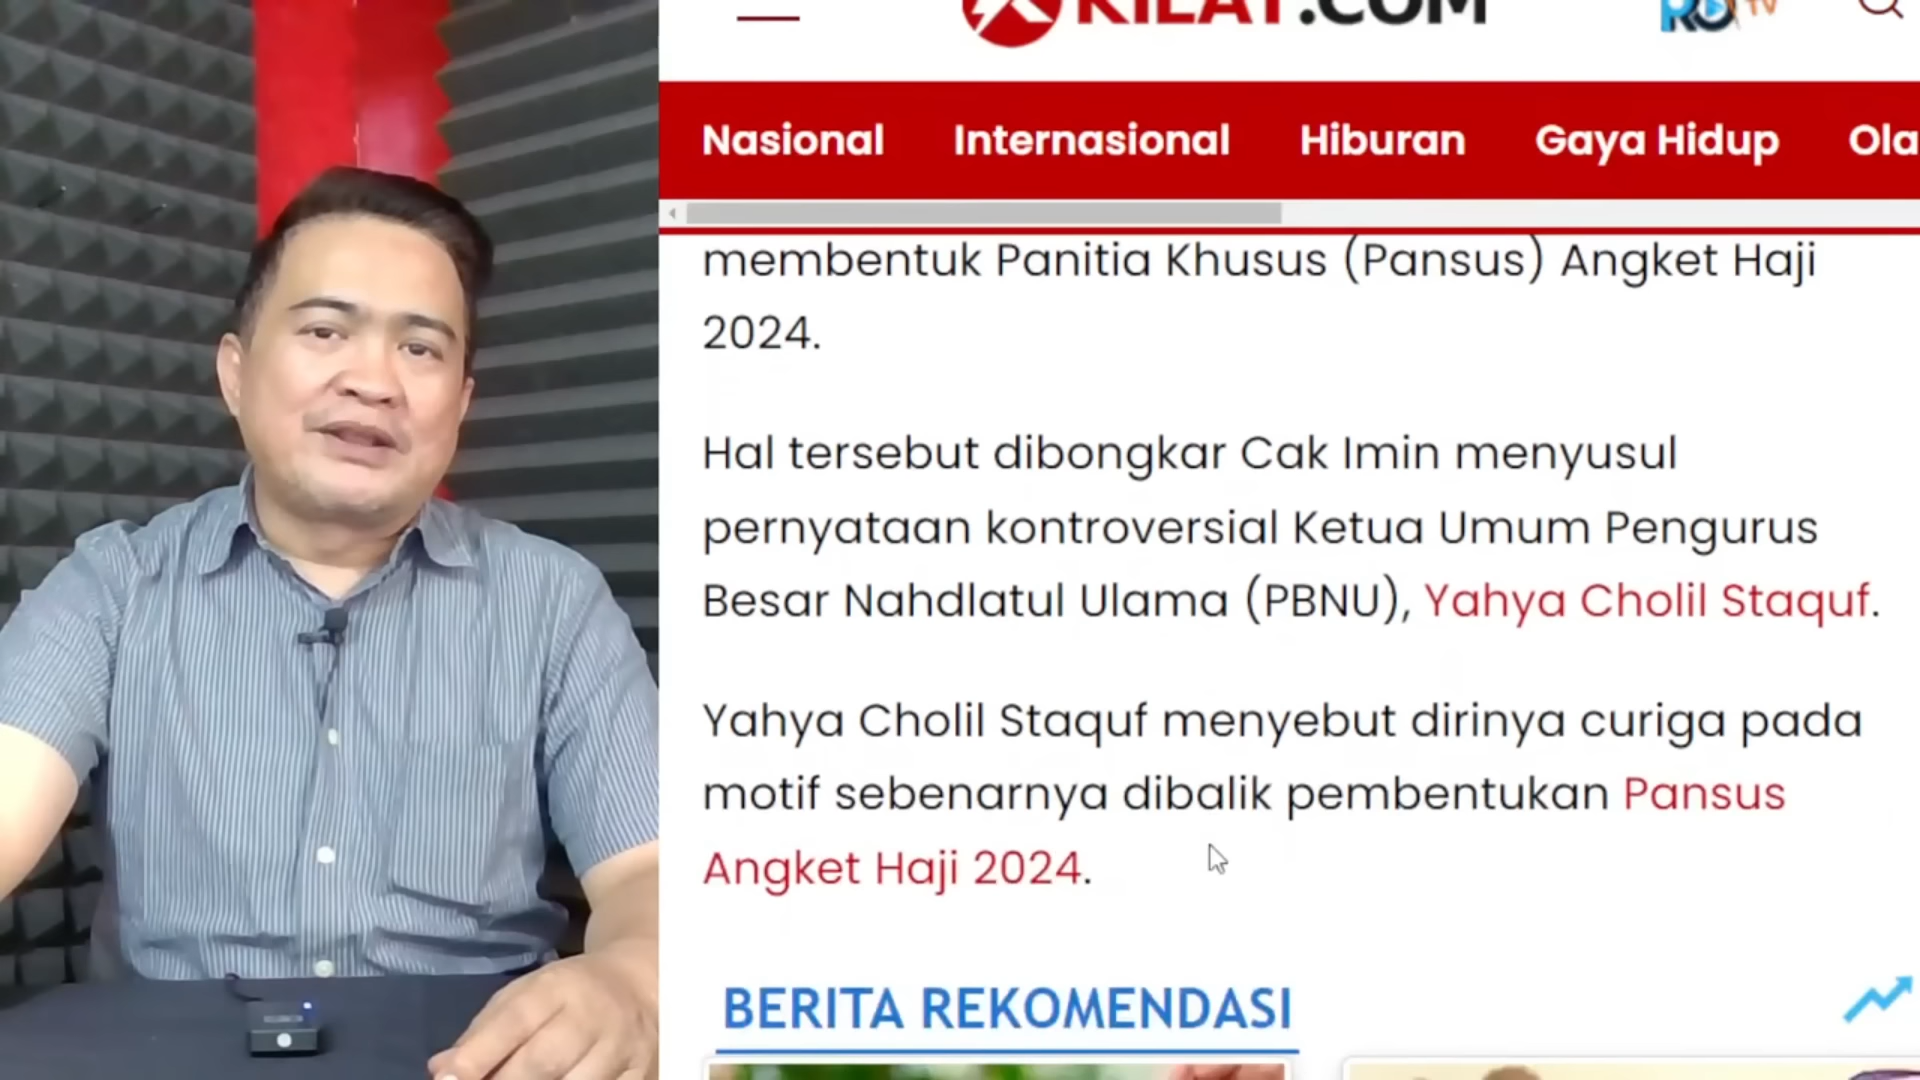 KILAT.COM
Nasional Internasional Hiburan Gaya Hidup Ola
membentuk Panitia Khusus (Pansus) Angket Haji
2024.
Hal tersebut dibongkar Cak Imin menyusul
pernyataan kontroversial Ketua Umum Pengurus
Besar Nahdlatul Ulama (PBNU), Yahya Cholil Staquf.
Yahya Cholil Staquf menyebut dirinya curiga pada
motif sebenarnya dibalik pembentukan Pansus
Angket Haji 2024.
BERITA REKOMENDASI